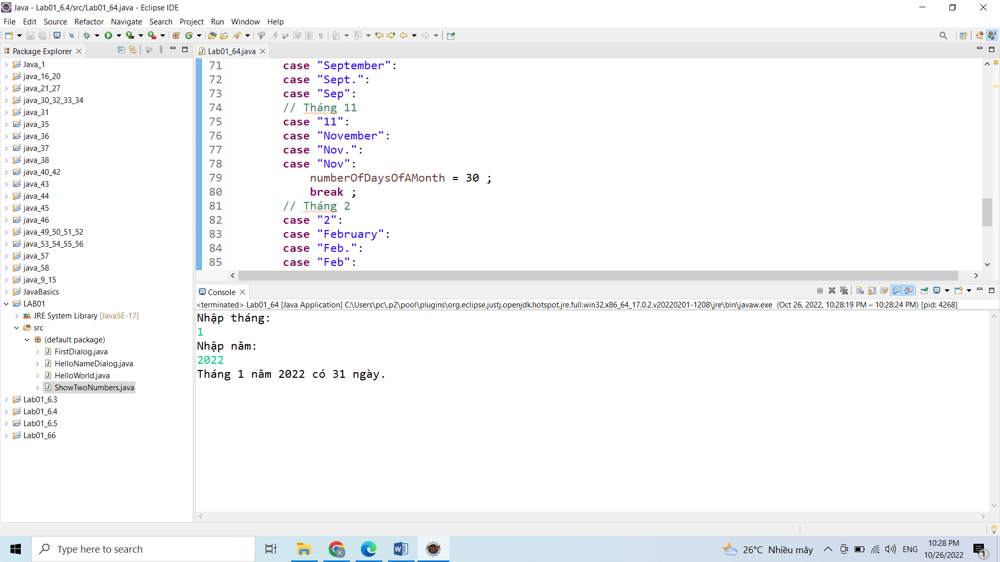 Java - Lab01_6.4/src/Lab01_64.java - Eclipse IDE
File Edit Source Refactor Navigate Search Project Run Window Help
Package Explorer
Java_1
java_16_20
java_21_27
java_30_32_33_34
java_31
java_35
java_36
java_37
java_38
java_40_42
java_43
java_44
java_45
java_46
java_49_50_51_52
java_53_54_55_56
java_57
java_58
java_9_15
JavaBasics
LAB01
JRE System Library [JavaSE-17]
src
(default package)
FirstDialog.java
HelloNameDialog.java
HelloWorld.java
ShowTwoNumbers.java
Lab01_6.3
Lab01_6.4
Lab01_6.5
Lab01_66
Lab01_64.java
71 case "September":
72 case "Sept.":
73 case "Sep":
74 // Tháng 11
75 case "11":
76 case "November":
77 case "Nov.":
78 case "Nov":
79 numberOfDaysOfAMonth = 30 ;
80 break ;
81 // Tháng 2
82 case "2":
83 case "February":
84 case "Feb.":
85 case "Feb":
Console
<terminated> Lab01_64 [Java Application] C:\Users\pc\.p2\pool\plugins\org.eclipse.justj.openjdk.hotspot.jre.full.win32.x86_64_17.0.2.v20220201-1208\jre\bin\javaw.exe (Oct 26, 2022, 10:28:19 PM – 10:28:24 PM) [pid: 4268]
Nhập tháng:
1
Nhập năm:
2022
Tháng 1 năm 2022 có 31 ngày.
Type here to search
26°C Nhiều mây
ENG
10:28 PM
10/26/2022
1